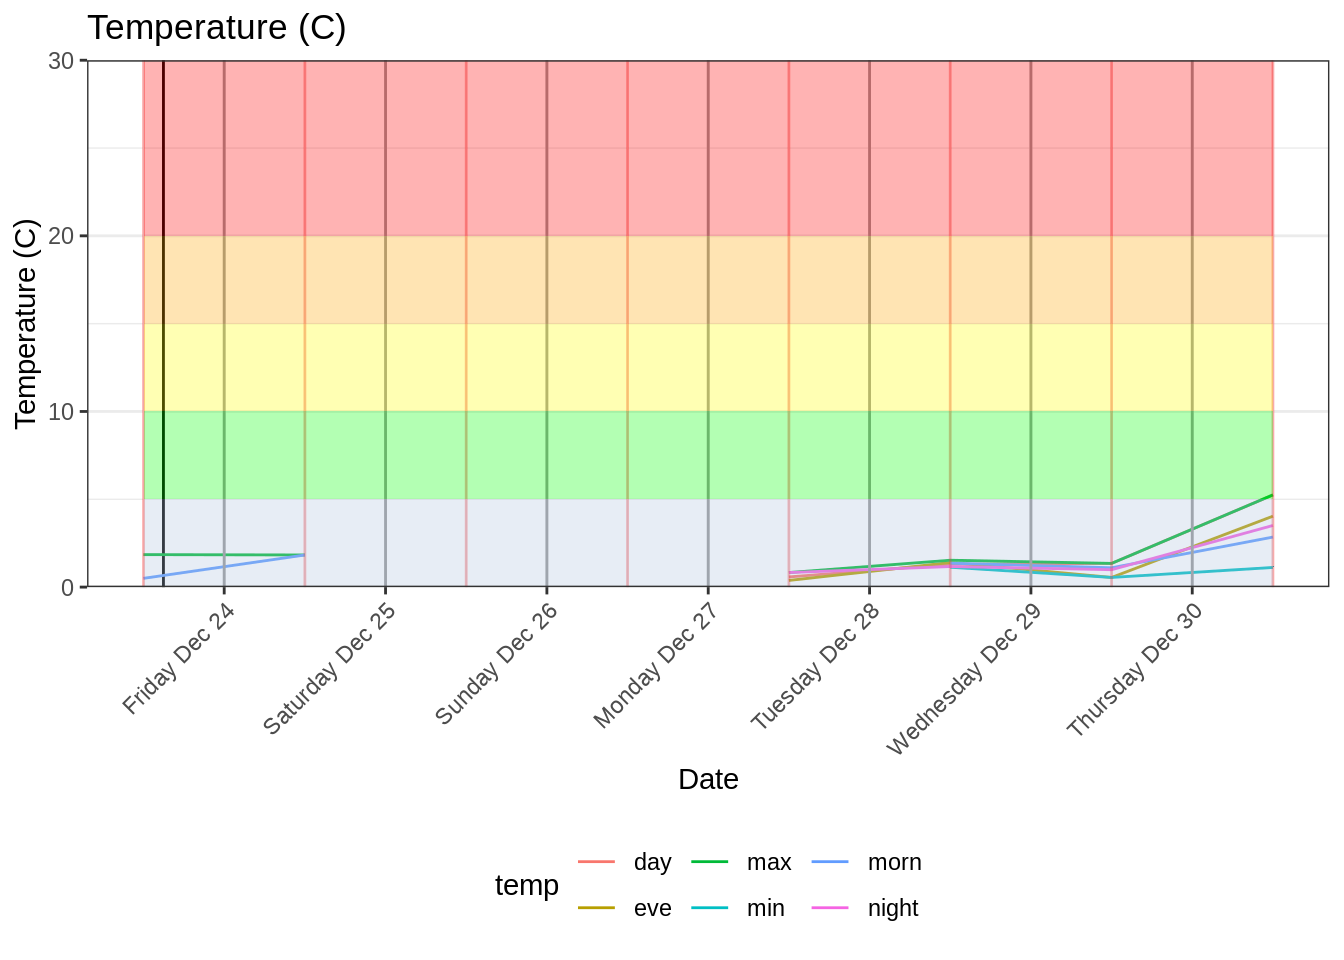 Temperature (C)
30
20
10
0
Temperature (C)
Friday Dec 24
Saturday Dec 25
Sunday Dec 26
Monday Dec 27
Tuesday Dec 28
Wednesday Dec 29
Thursday Dec 30
Date
temp
day max morn
eve min night